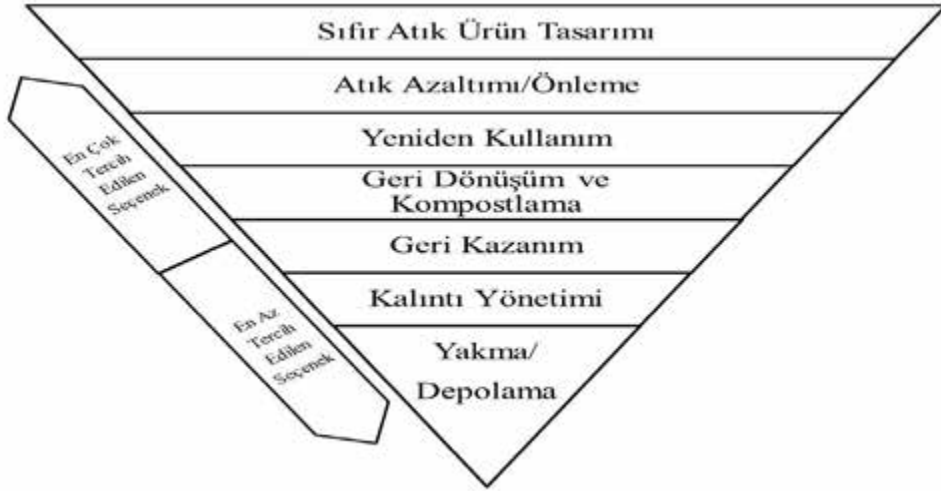 Sıfır Atık Ürün Tasarımı
Atık Azaltımı/Önleme
Yeniden Kullanım
Geri Dönüşüm ve
Kompostlama
Geri Kazanım
Kalıntı Yönetimi
Yakma/
Depolama
En Çok
Tercih
Edilen
Seçenek
En Az
Tercih
Edilen
Seçenek